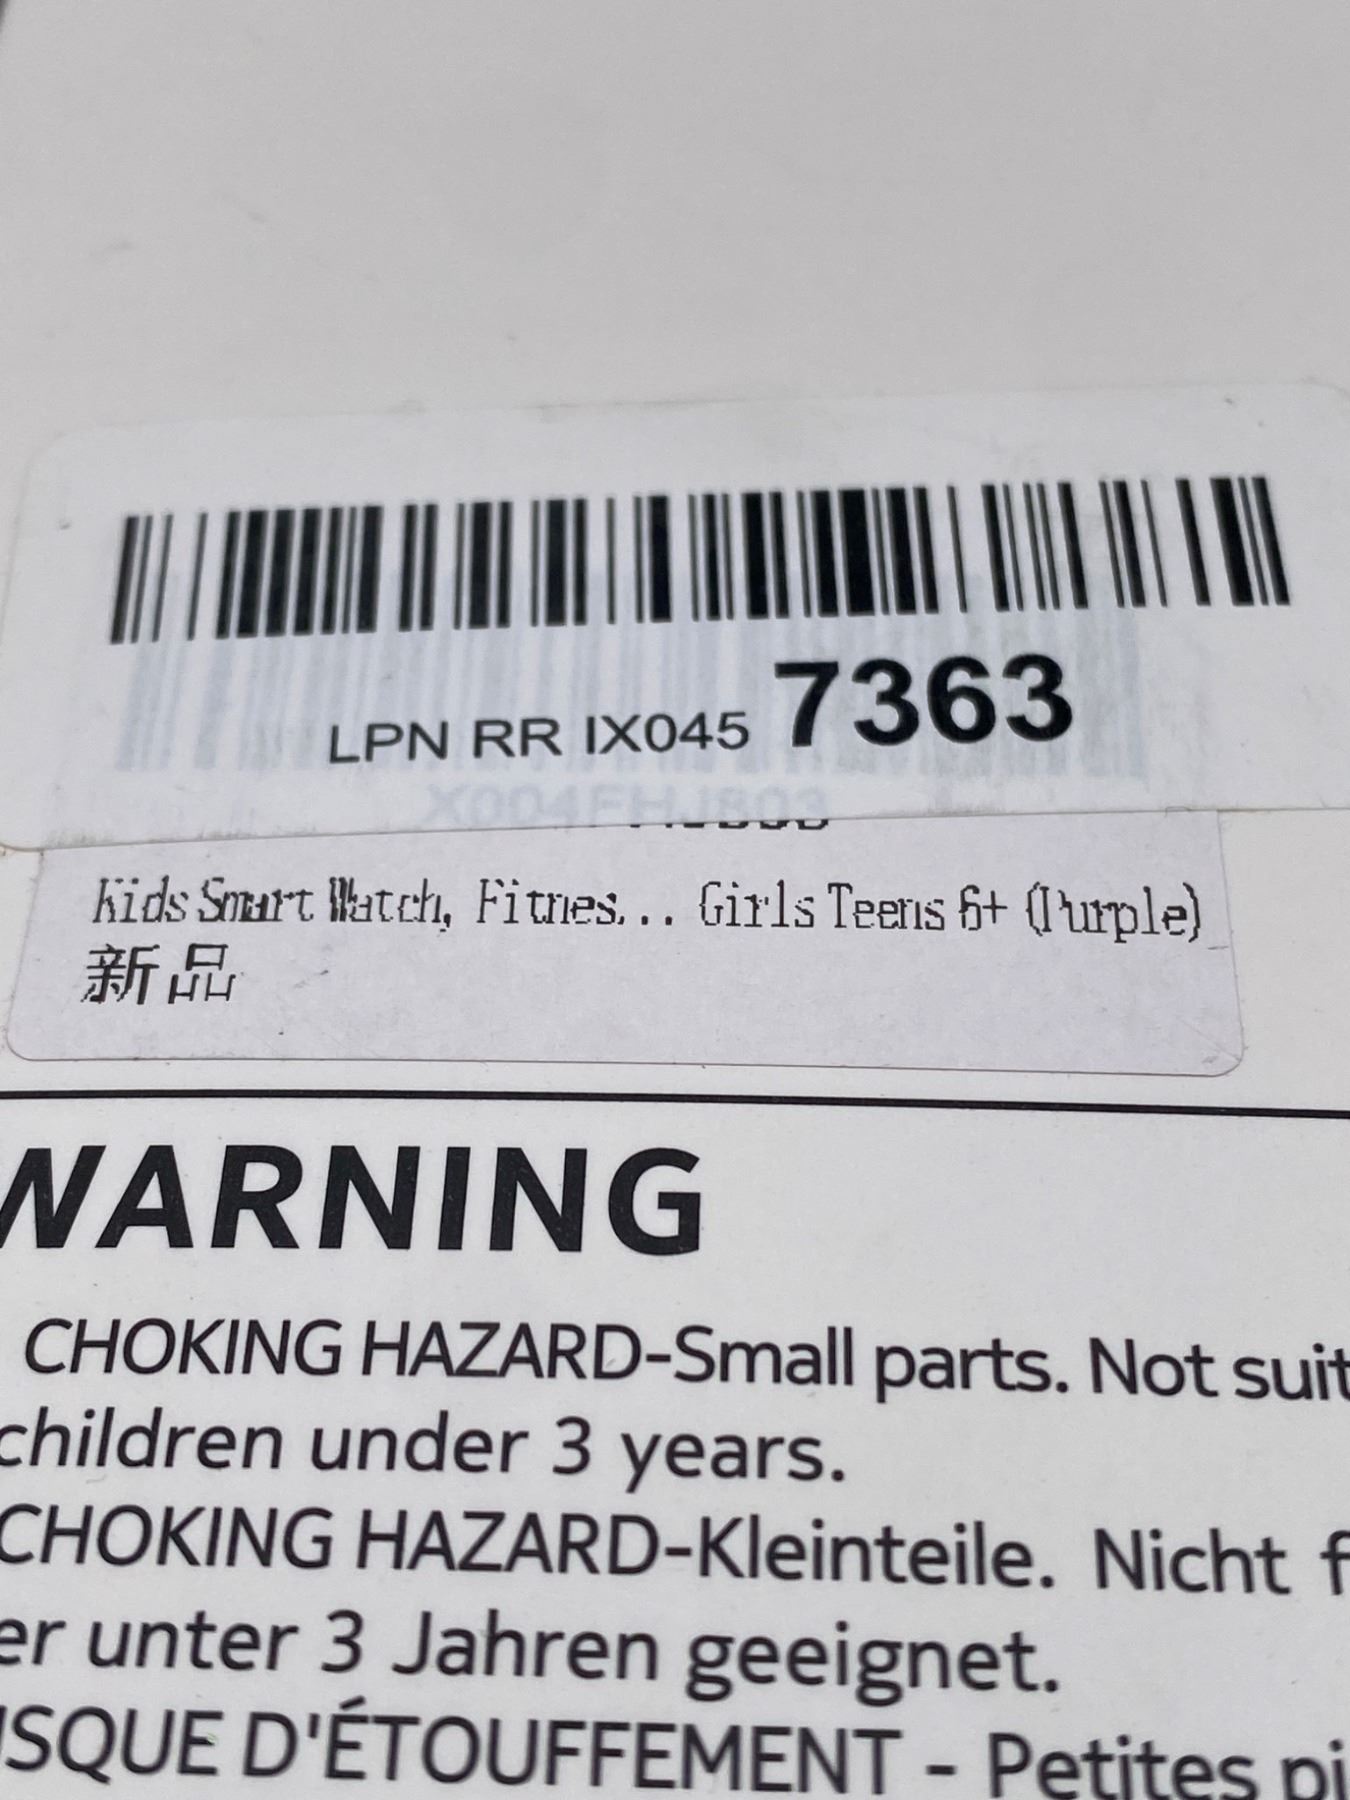 LPN RR IX045 7363
X004FHJB03
Kids Smart Watch, Fitnes... Girls Teens 6+ (Purple)
新品
WARNING
CHOKING HAZARD-Small parts. Not suit
children under 3 years.
CHOKING HAZARD-Kleinteile. Nicht f
er unter 3 Jahren geeignet.
ISQUE D'ÉTOUFFEMENT - Petites pi